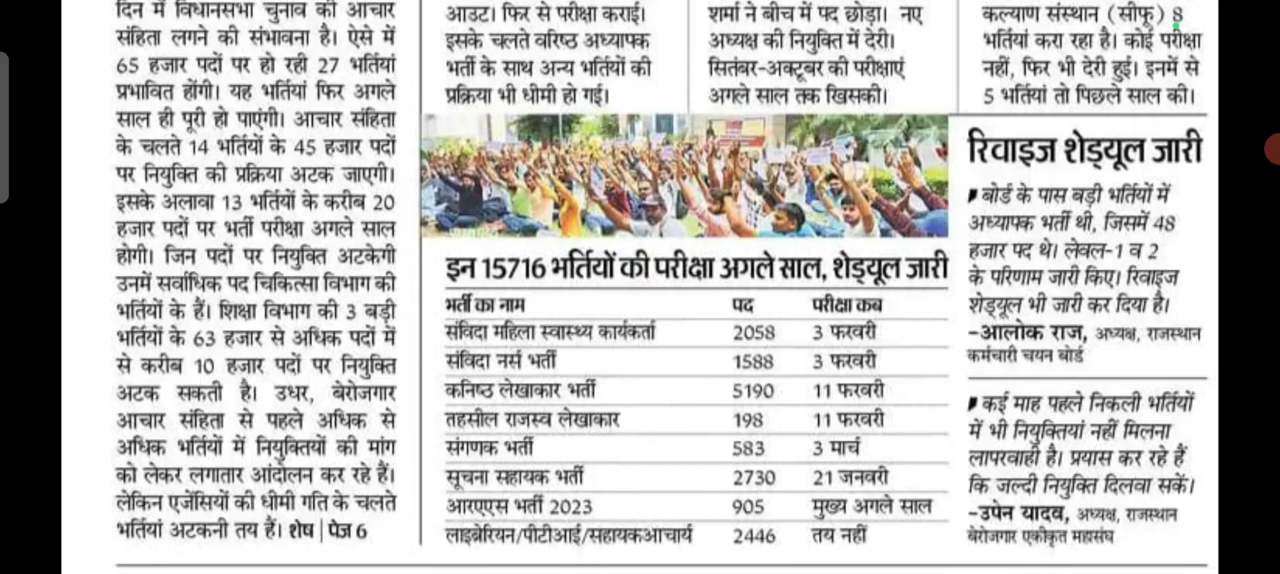 दिन में विधानसभा चुनाव की आचार
संहिता लगने की संभावना है। ऐसे में
65 हजार पदों पर हो रही 27 भर्तियां
प्रभावित होंगी। यह भर्तियां फिर अगले
साल ही पूरी हो पाएंगी। आचार संहिता
के चलते 14 भर्तियों के 45 हजार पदों
पर नियुक्ति की प्रक्रिया अटक जाएगी।
इसके अलावा 13 भर्तियों के करीब 20
हजार पदों पर भर्ती परीक्षा अगले साल
होगी। जिन पदों पर नियुक्ति अटकेगी
उनमें सर्वाधिक पद चिकित्सा विभाग की
भर्तियों के हैं। शिक्षा विभाग की 3 बड़ी
भर्तियों के 63 हजार से अधिक पदों में
से करीब 10 हजार पदों पर नियुक्ति
अटक सकती है। उधर, बेरोजगार
आचार संहिता से पहले अधिक से
अधिक भर्तियों में नियुक्तियों की मांग
को लेकर लगातार आंदोलन कर रहे हैं।
लेकिन एजेंसियों की धीमी गति के चलते
भर्तियां अटकनी तय हैं। शेष | पेज 6
आउट। फिर से परीक्षा कराई।
इसके चलते वरिष्ठ अध्यापक
भर्ती के साथ अन्य भर्तियों की
प्रक्रिया भी धीमी हो गई।
शर्मा ने बीच में पद छोड़ा। नए
अध्यक्ष की नियुक्ति में देरी।
सितंबर-अक्टूबर की परीक्षाएं
अगले साल तक खिसकी।
कल्याण संस्थान (सीफू) 8
भर्तियां करा रहा है। कोई परीक्षा
नहीं, फिर भी देरी हुई। इनमें से
5 भर्तियां तो पिछले साल की।
इन 15716 भर्तियों की परीक्षा अगले साल, शेड्यूल जारी
भर्ती का नाम पद परीक्षा कब
संविदा महिला स्वास्थ्य कार्यकर्ता 2058 3 फरवरी
संविदा नर्स भर्ती 1588 3 फरवरी
कनिष्ठ लेखाकार भर्ती 5190 11 फरवरी
तहसील राजस्व लेखाकार 198 11 फरवरी
संगणक भर्ती 583 3 मार्च
सूचना सहायक भर्ती 2730 21 जनवरी
आरएएस भर्ती 2023 905 मुख्य अगले साल
लाइब्रेरियन/पीटीआई/सहायकआचार्य 2446 तय नहीं
रिवाइज शेड्यूल जारी
बोर्ड के पास बड़ी भर्तियों में
अध्यापक भर्ती थी, जिसमें 48
हजार पद थे। लेवल-1 व 2
के परिणाम जारी किए। रिवाइज
शेड्यूल भी जारी कर दिया है।
-आलोक राज, अध्यक्ष, राजस्थान
कर्मचारी चयन बोर्ड
कई माह पहले निकली भर्तियों
में भी नियुक्तियां नहीं मिलना
लापरवाही है। प्रयास कर रहे हैं
कि जल्दी नियुक्ति दिलवा सकें।
-उपेन यादव, अध्यक्ष, राजस्थान
बेरोजगार एकीकृत महासंघ